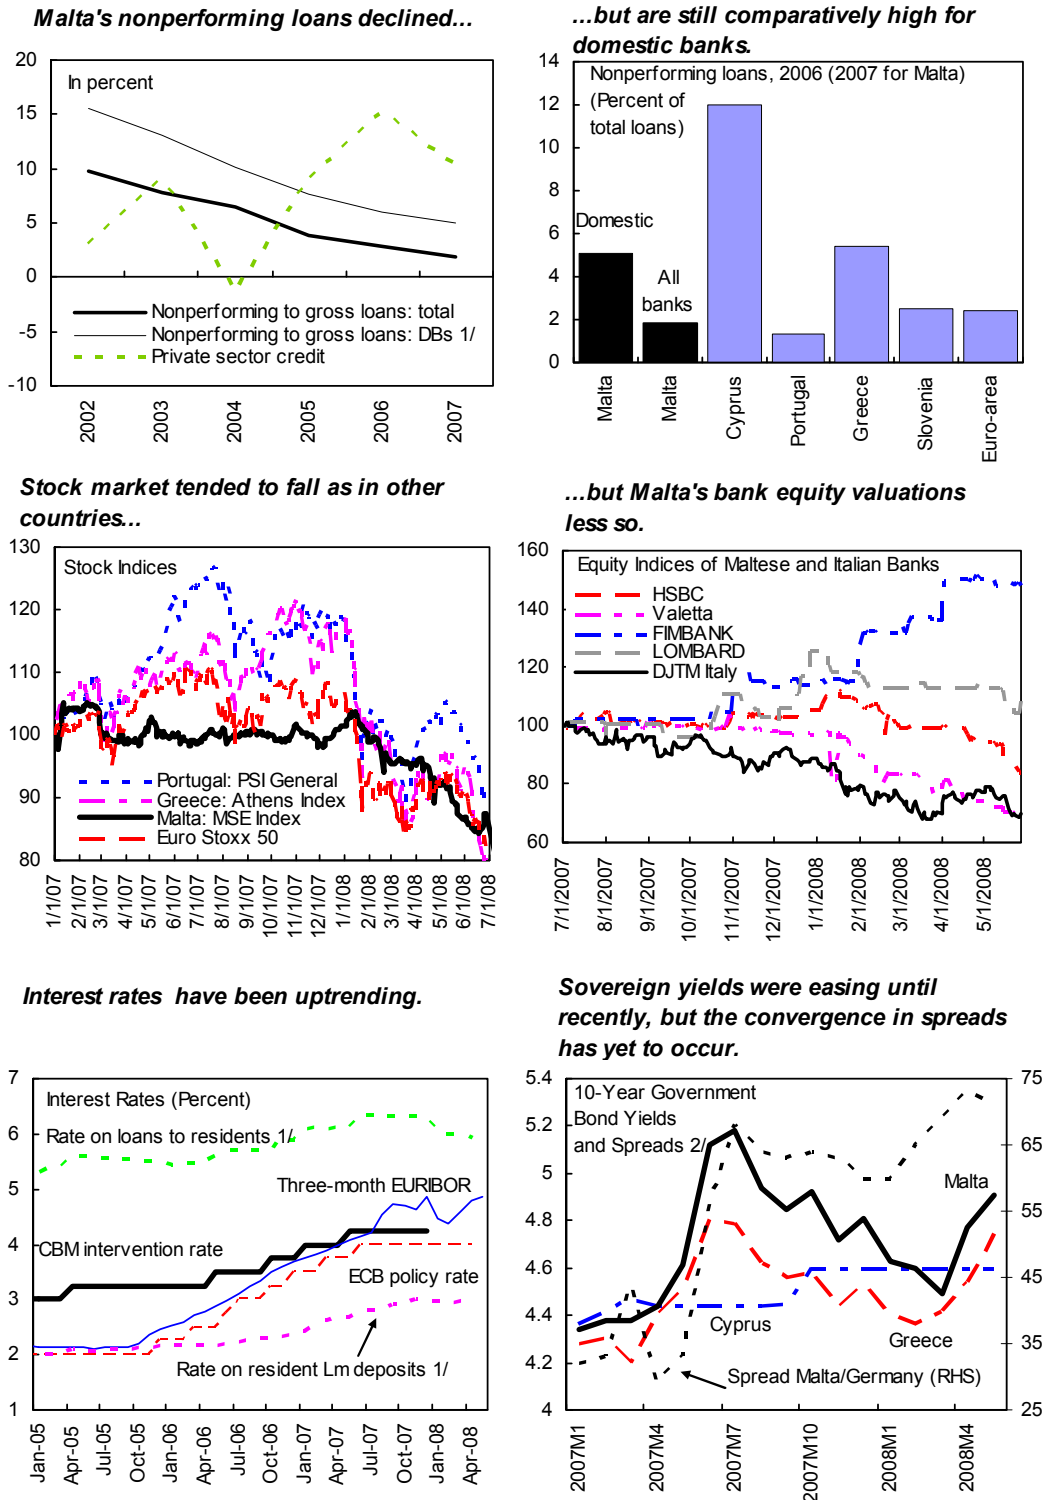 Malta's nonperforming loans declined...
20
15
10
5
0
-5
-10
In percent
Nonperforming to gross loans: total
Nonperforming to gross loans: DBs 1/
Private sector credit
2002
2003
2004
2005
2006
2007
...but are still comparatively high for
domestic banks.
14
12
10
8
6
4
2
0
Nonperforming loans, 2006 (2007 for Malta)
(Percent of
total loans)
Domestic
All
banks
Malta
Malta
Cyprus
Portugal
Greece
Slovenia
Euro-area
Stock market tended to fall as in other
countries...
130
120
110
100
90
80
Stock Indices
Portugal: PSI General
Greece: Athens Index
Malta: MSE Index
Euro Stoxx 50
1/1/07
2/1/07
3/1/07
4/1/07
5/1/07
6/1/07
7/1/07
8/1/07
9/1/07
10/1/07
11/1/07
12/1/07
1/1/08
2/1/08
3/1/08
4/1/08
5/1/08
6/1/08
7/1/08
...but Malta's bank equity valuations
less so.
160
140
120
100
80
60
Equity Indices of Maltese and Italian Banks
HSBC
Valetta
FIMBANK
LOMBARD
DJTM Italy
7/1/2007
8/1/2007
9/1/2007
10/1/2007
11/1/2007
12/1/2007
1/1/2008
2/1/2008
3/1/2008
4/1/2008
5/1/2008
Interest rates have been uptrending.
7
6
5
4
3
2
1
Interest Rates (Percent)
Rate on loans to residents 1/
Three-month EURIBOR
CBM intervention rate
ECB policy rate
Rate on resident Lm deposits 1/
Jan-05
Apr-05
Jul-05
Oct-05
Jan-06
Apr-06
Jul-06
Oct-06
Jan-07
Apr-07
Jul-07
Oct-07
Jan-08
Apr-08
Sovereign yields were easing until
recently, but the convergence in spreads
has yet to occur.
5.4
5.2
5
4.8
4.6
4.4
4.2
4
75
65
55
45
35
25
10-Year Government
Bond Yields
and Spreads 2/
Malta
Cyprus
Greece
Spread Malta/Germany (RHS)
2007M1
2007M4
2007M7
2007M10
2008M1
2008M4